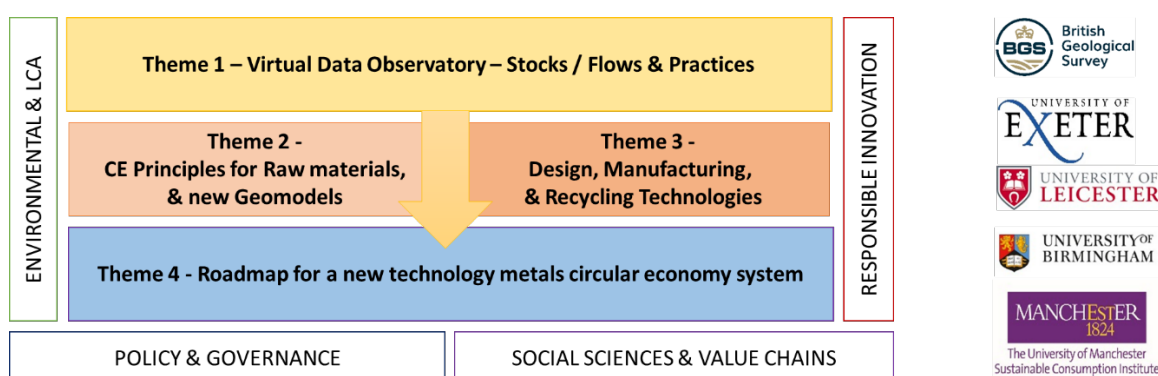 ENVIRONMENTAL & LCA
Theme 1 – Virtual Data Observatory – Stocks / Flows & Practices
Theme 2 -
CE Principles for Raw materials,
& new Geomodels
Theme 3 -
Design, Manufacturing,
& Recycling Technologies
Theme 4 - Roadmap for a new technology metals circular economy system
RESPONSIBLE INNOVATION
POLICY & GOVERNANCE
SOCIAL SCIENCES & VALUE CHAINS
BGS
British
Geological
Survey
UNIVERSITY OF
EXETER
UNIVERSITY OF
LEICESTER
UNIVERSITY OF
BIRMINGHAM
MANCHESTER
1824
The University of Manchester
Sustainable Consumption Institute